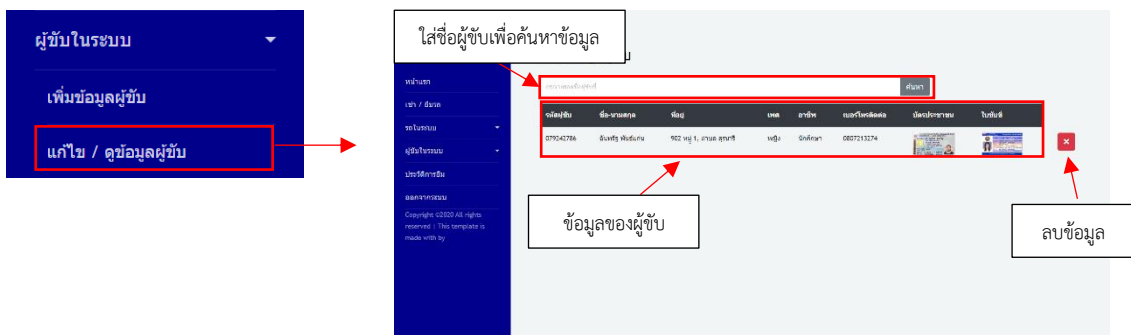 ผู้ขับในระบบ
เพิ่มข้อมูลผู้ขับ
แก้ไข / ดูข้อมูลผู้ขับ
ใส่ชื่อผู้ขับเพื่อค้นหาข้อมูล
หน้าแรก
เช่า / ยืมรถ
รถในระบบ
ผู้ขับในระบบ
ประวัติการยืม
ออกจากระบบ
Copyright ©2020 All rights
reserved | This template is
made with by
ค้นหา
รหัสผู้ขับ ชื่อ-นามสกุล ที่อยู่ เพศ อาชีพ เบอร์โทรติดต่อ บัตรประชาชน ใบขับขี่
079242786 902 หมู่ 1, หญิง นักศึกษา 0807213274
ข้อมูลของผู้ขับ
ลบข้อมูล